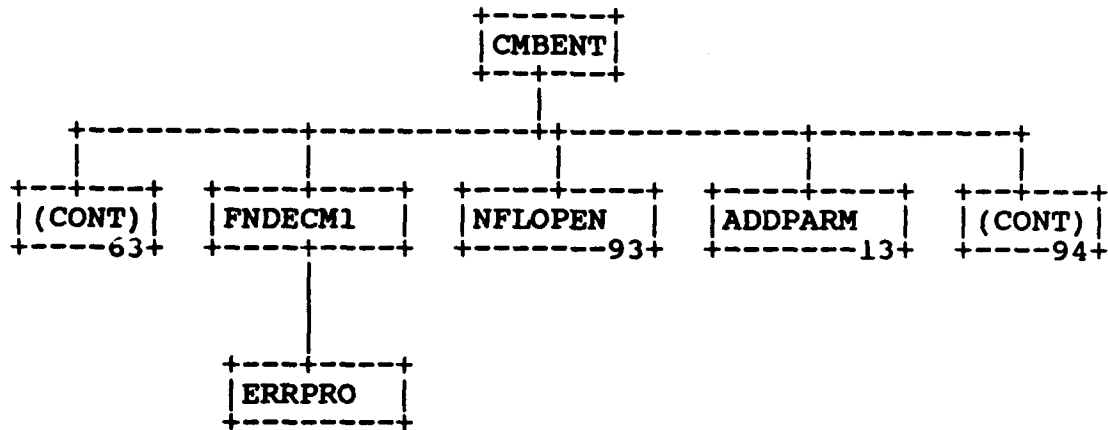 CMBENT
(CONT) FNDECM1 NFLOPEN ADDPARM (CONT)
63 93 13 94
ERRPRO